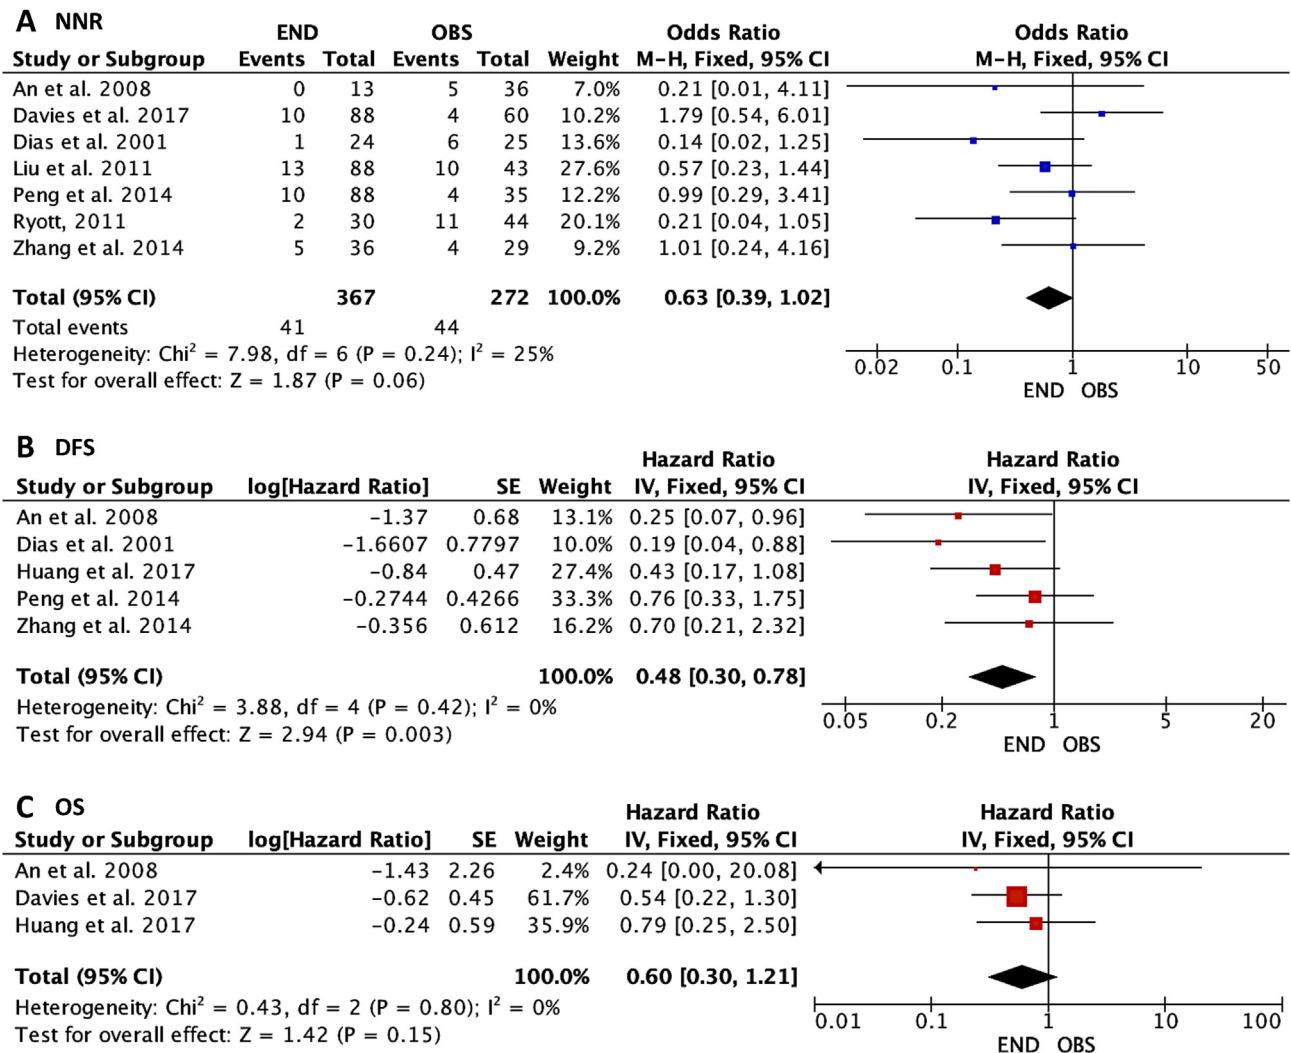 A NNR
END OBS Odds Ratio Odds Ratio
Study or Subgroup Events Total Events Total Weight M-H, Fixed, 95% CI M-H, Fixed, 95% CI
An et al. 2008 0 13 5 36 7.0% 0.21 [0.01, 4.11]
Davies et al. 2017 10 88 4 60 10.2% 1.79 [0.54, 6.01]
Dias et al. 2001 1 24 6 25 13.6% 0.14 [0.02, 1.25]
Liu et al. 2011 13 88 10 43 27.6% 0.57 [0.23, 1.44]
Peng et al. 2014 10 88 4 35 12.2% 0.99 [0.29, 3.41]
Ryott, 2011 2 30 11 44 20.1% 0.21 [0.04, 1.05]
Zhang et al. 2014 5 36 4 29 9.2% 1.01 [0.24, 4.16]
Total (95% CI) 367 272 100.0% 0.63 [0.39, 1.02]
Total events 41 44
Heterogeneity: Chi² = 7.98, df = 6 (P = 0.24); I² = 25%
Test for overall effect: Z = 1.87 (P = 0.06)
0.02 0.1 1 10 50
END OBS
B DFS
Hazard Ratio Hazard Ratio
Study or Subgroup log[Hazard Ratio] SE Weight IV, Fixed, 95% CI IV, Fixed, 95% CI
An et al. 2008 −1.37 0.68 13.1% 0.25 [0.07, 0.96]
Dias et al. 2001 −1.6607 0.7797 10.0% 0.19 [0.04, 0.88]
Huang et al. 2017 −0.84 0.47 27.4% 0.43 [0.17, 1.08]
Peng et al. 2014 −0.2744 0.4266 33.3% 0.76 [0.33, 1.75]
Zhang et al. 2014 −0.356 0.612 16.2% 0.70 [0.21, 2.32]
Total (95% CI) 100.0% 0.48 [0.30, 0.78]
Heterogeneity: Chi² = 3.88, df = 4 (P = 0.42); I² = 0%
Test for overall effect: Z = 2.94 (P = 0.003)
0.05 0.2 1 5 20
END OBS
C OS
Hazard Ratio Hazard Ratio
Study or Subgroup log[Hazard Ratio] SE Weight IV, Fixed, 95% CI IV, Fixed, 95% CI
An et al. 2008 −1.43 2.26 2.4% 0.24 [0.00, 20.08]
Davies et al. 2017 −0.62 0.45 61.7% 0.54 [0.22, 1.30]
Huang et al. 2017 −0.24 0.59 35.9% 0.79 [0.25, 2.50]
Total (95% CI) 100.0% 0.60 [0.30, 1.21]
Heterogeneity: Chi² = 0.43, df = 2 (P = 0.80); I² = 0%
Test for overall effect: Z = 1.42 (P = 0.15)
0.01 0.1 1 10 100
END OBS